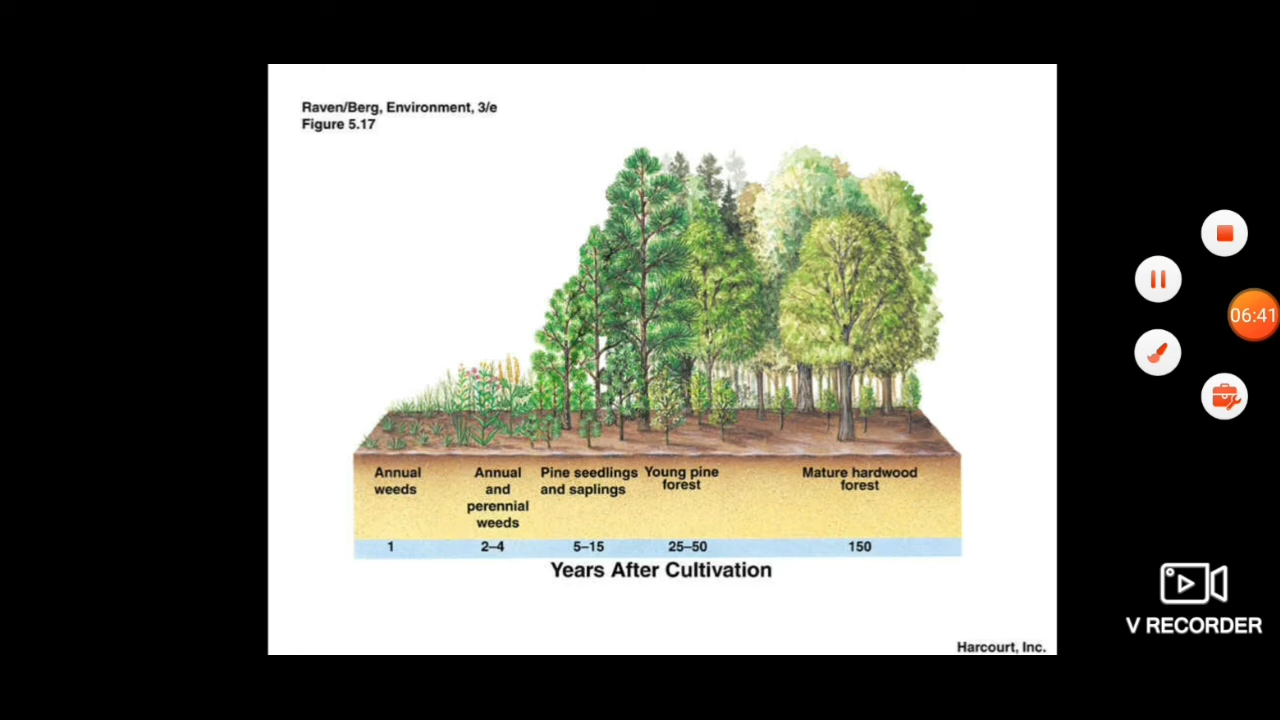 Raven/Berg, Environment, 3/e
Figure 5.17
06:41
Annual
weeds
Annual
and
perennial
weeds
Pine seedlings
and saplings
Young pine
forest
Mature hardwood
forest
1
2–4
5–15
25–50
150
Years After Cultivation
V RECORDER
Harcourt, Inc.